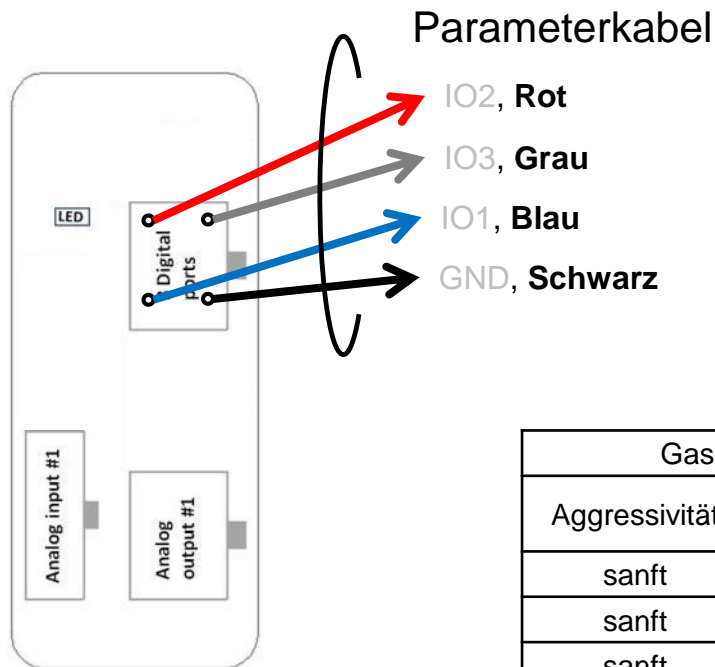 Parameterkabel
IO2, Rot
IO3, Grau
IO1, Blau
GND, Schwarz
LED
Digital
ports
Analog input #1
Analog
output #1
Gas
Aggressivität
sanft
sanft
sanft